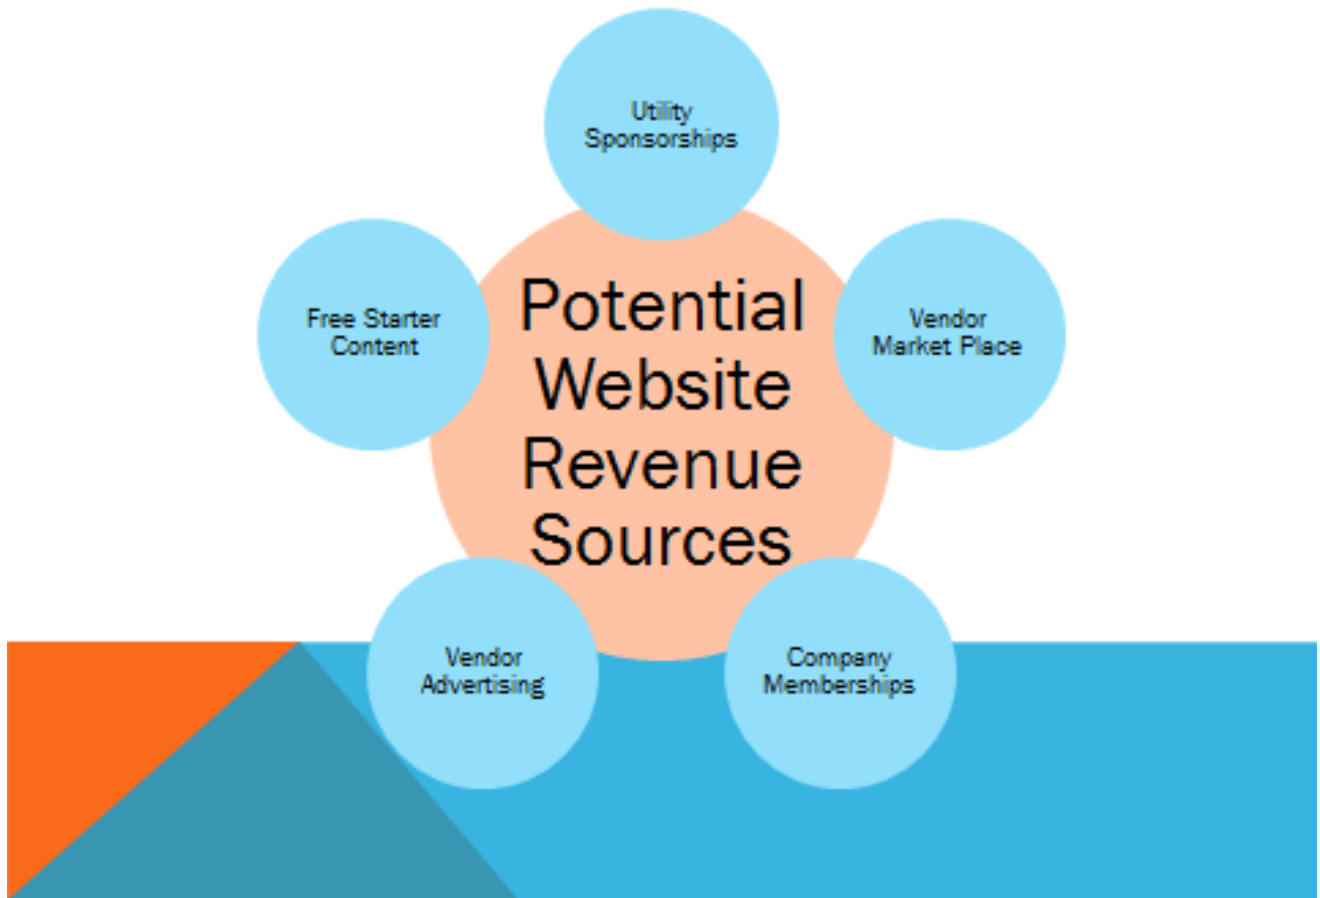 Utility
Sponsorships
Free Starter
Content
Vendor
Market Place
Potential
Website
Revenue
Sources
Vendor
Advertising
Company
Memberships